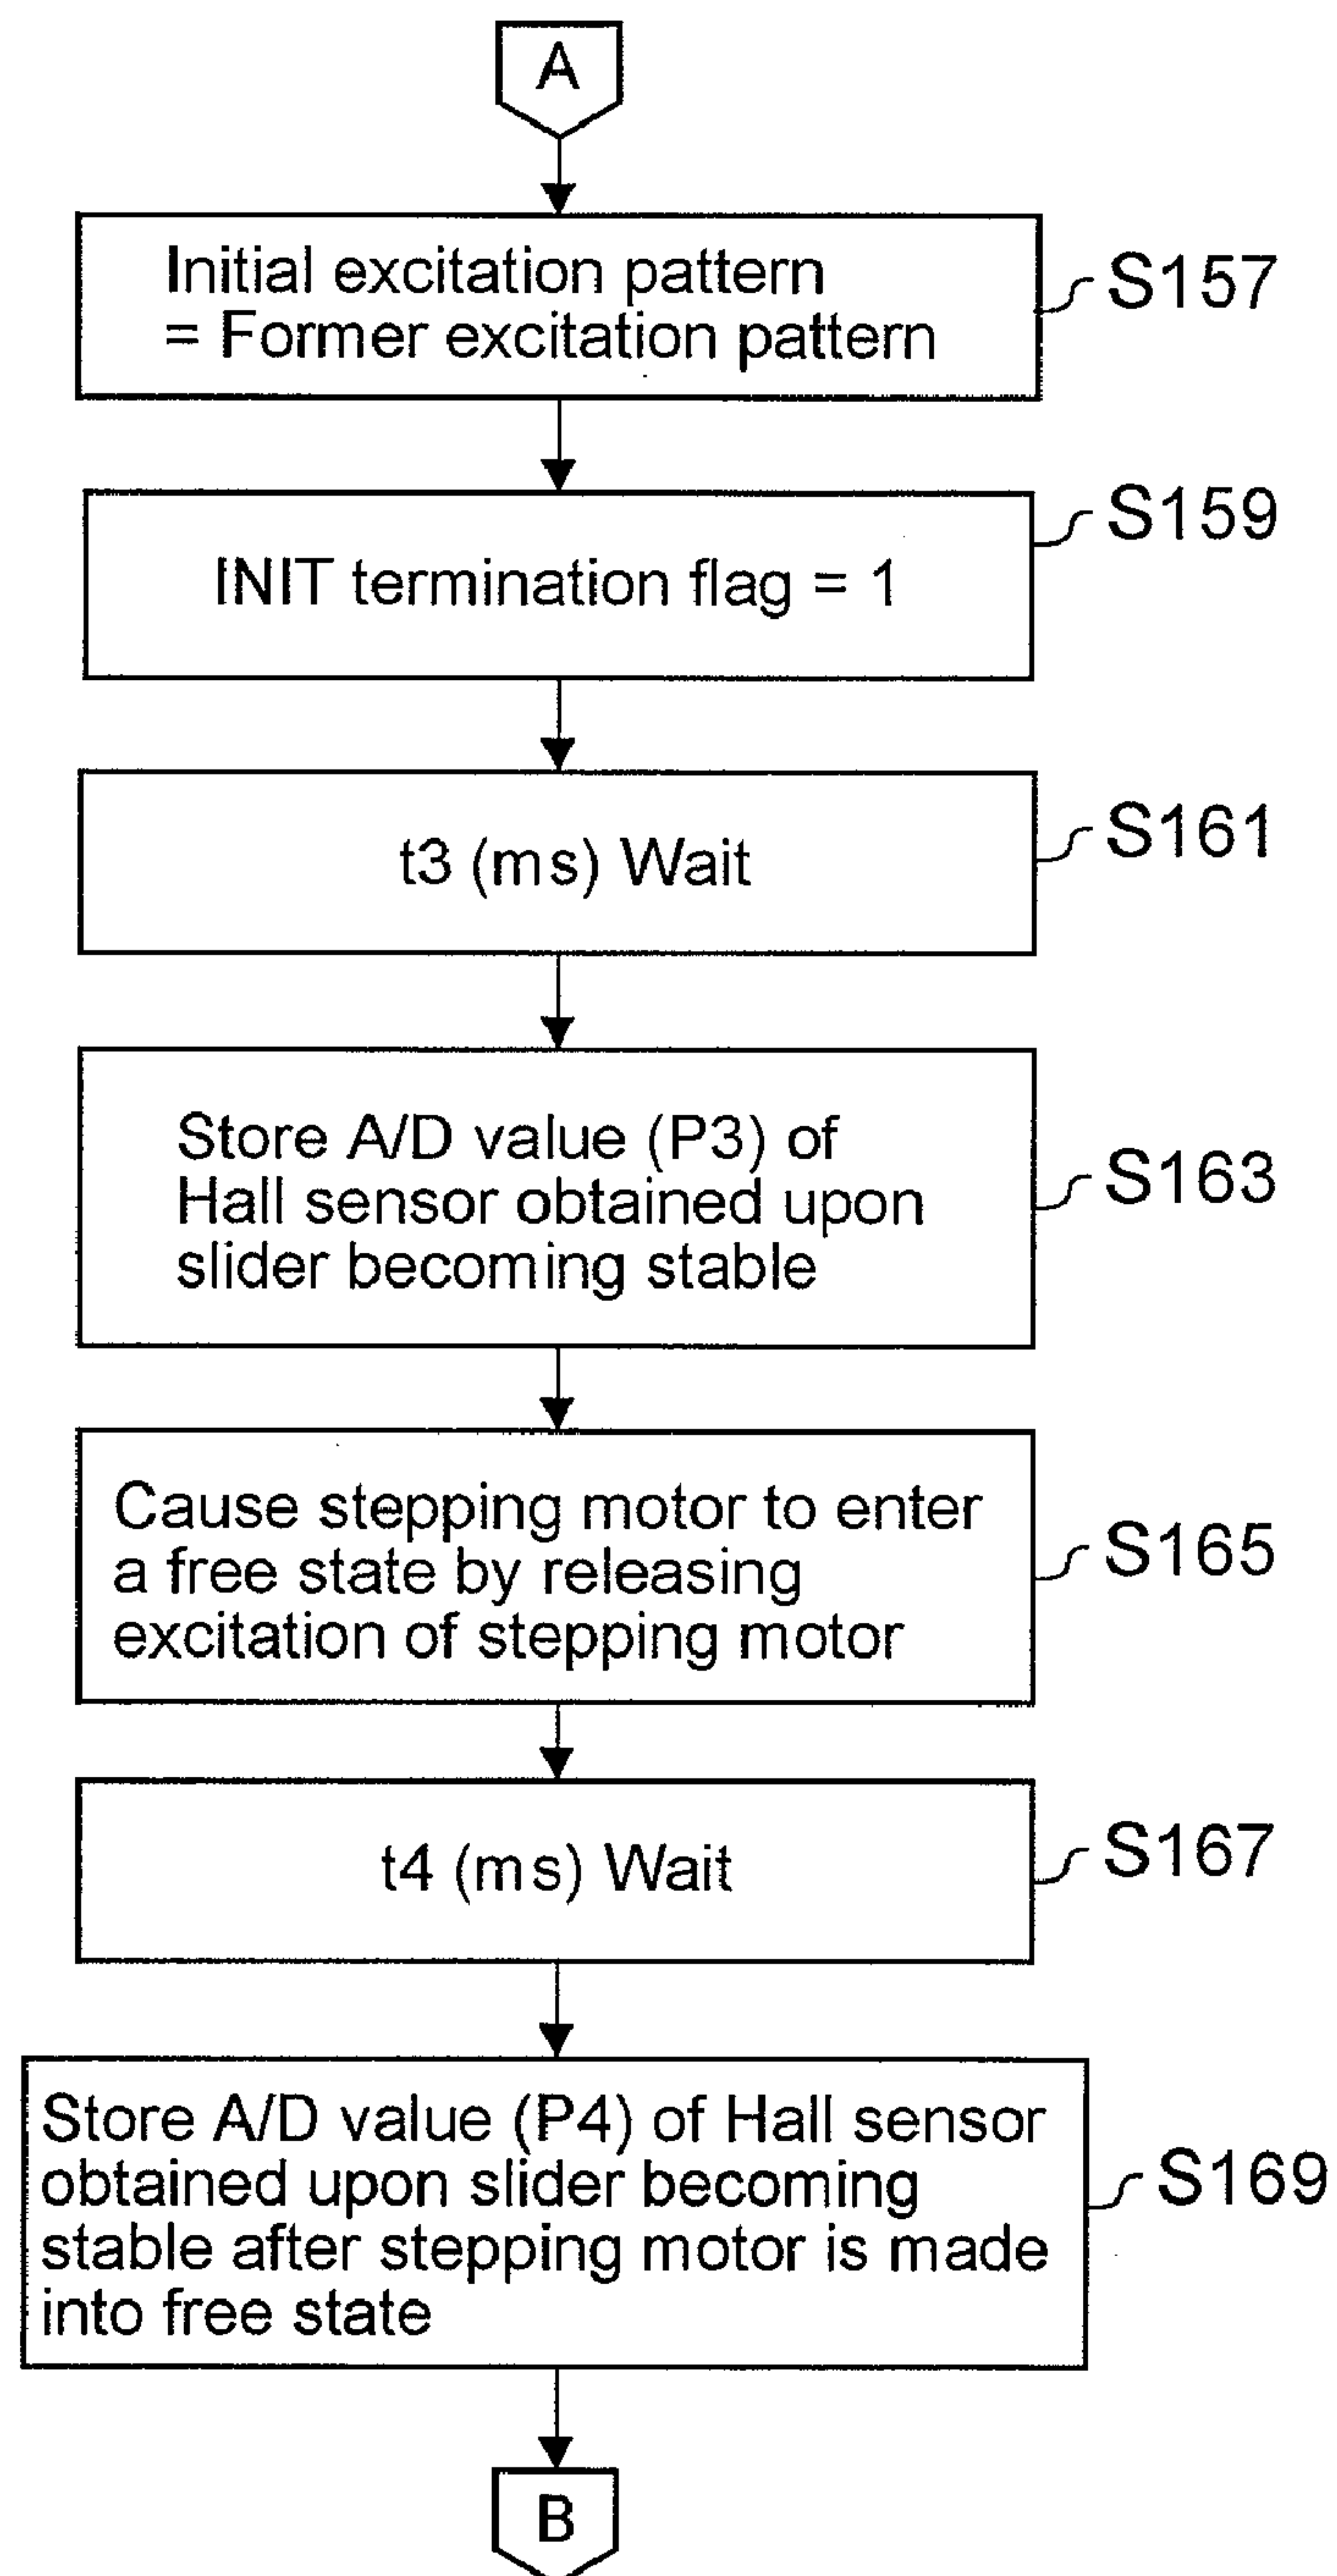 A
Initial excitation pattern
= Former excitation pattern
S157
INIT termination flag = 1
S159
t3 (ms) Wait
S161
Store A/D value (P3) of
Hall sensor obtained upon
slider becoming stable
S163
Cause stepping motor to enter
a free state by releasing
excitation of stepping motor
S165
t4 (ms) Wait
S167
Store A/D value (P4) of Hall sensor
obtained upon slider becoming
stable after stepping motor is made
into free state
S169
B